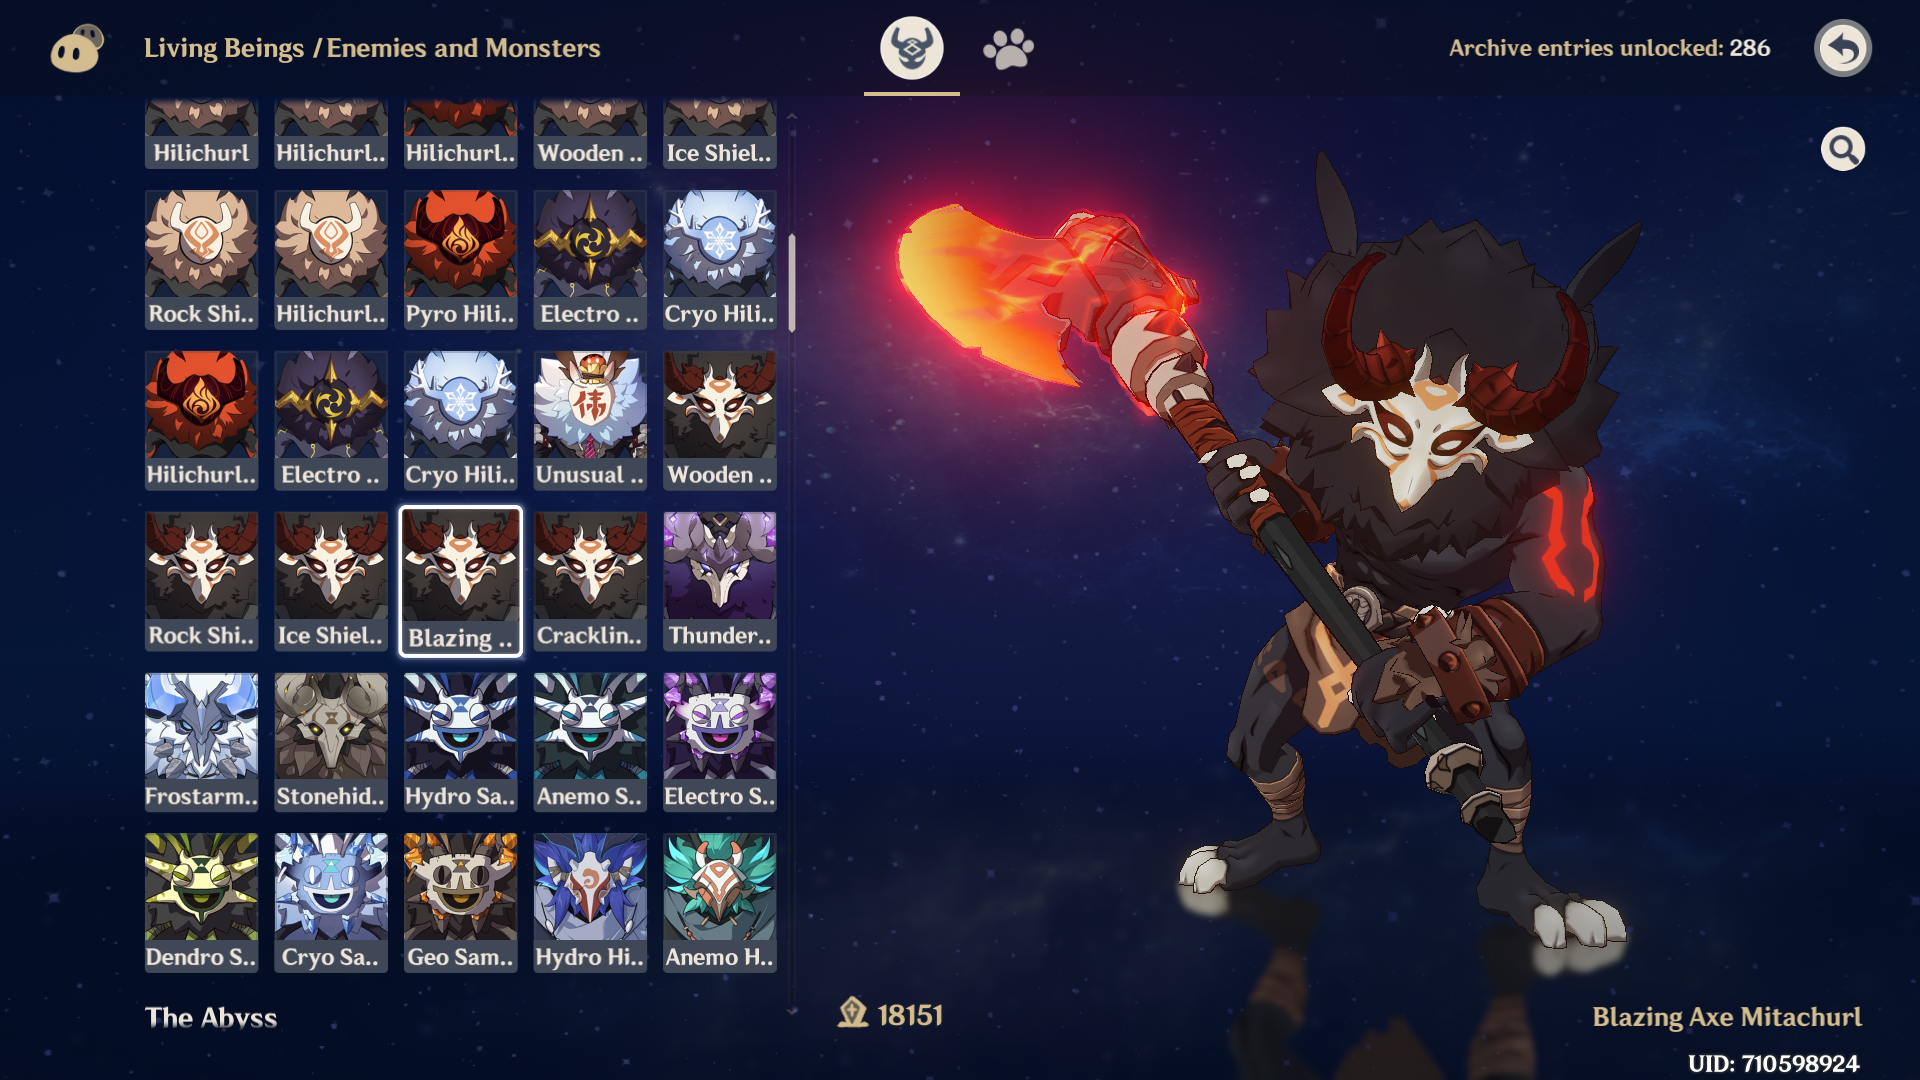 Living Beings / Enemies and Monsters
Archive entries unlocked: 286
Hilichurl
Hilichurl..
Hilichurl..
Wooden ..
Ice Shiel..
Rock Shi..
Hilichurl..
Pyro Hili..
Electro ..
Cryo Hili..
偉
Hilichurl..
Electro ..
Cryo Hili..
Unusual ..
Wooden ..
Rock Shi..
Ice Shiel..
Blazing ..
Cracklin..
Thunder..
Frostarm..
Stonehid..
Hydro Sa..
Anemo S..
Electro S..
Dendro S..
Cryo Sa..
Geo Sam..
Hydro Hi..
Anemo H..
The Abyss
18151
Blazing Axe Mitachurl
UID: 710598924